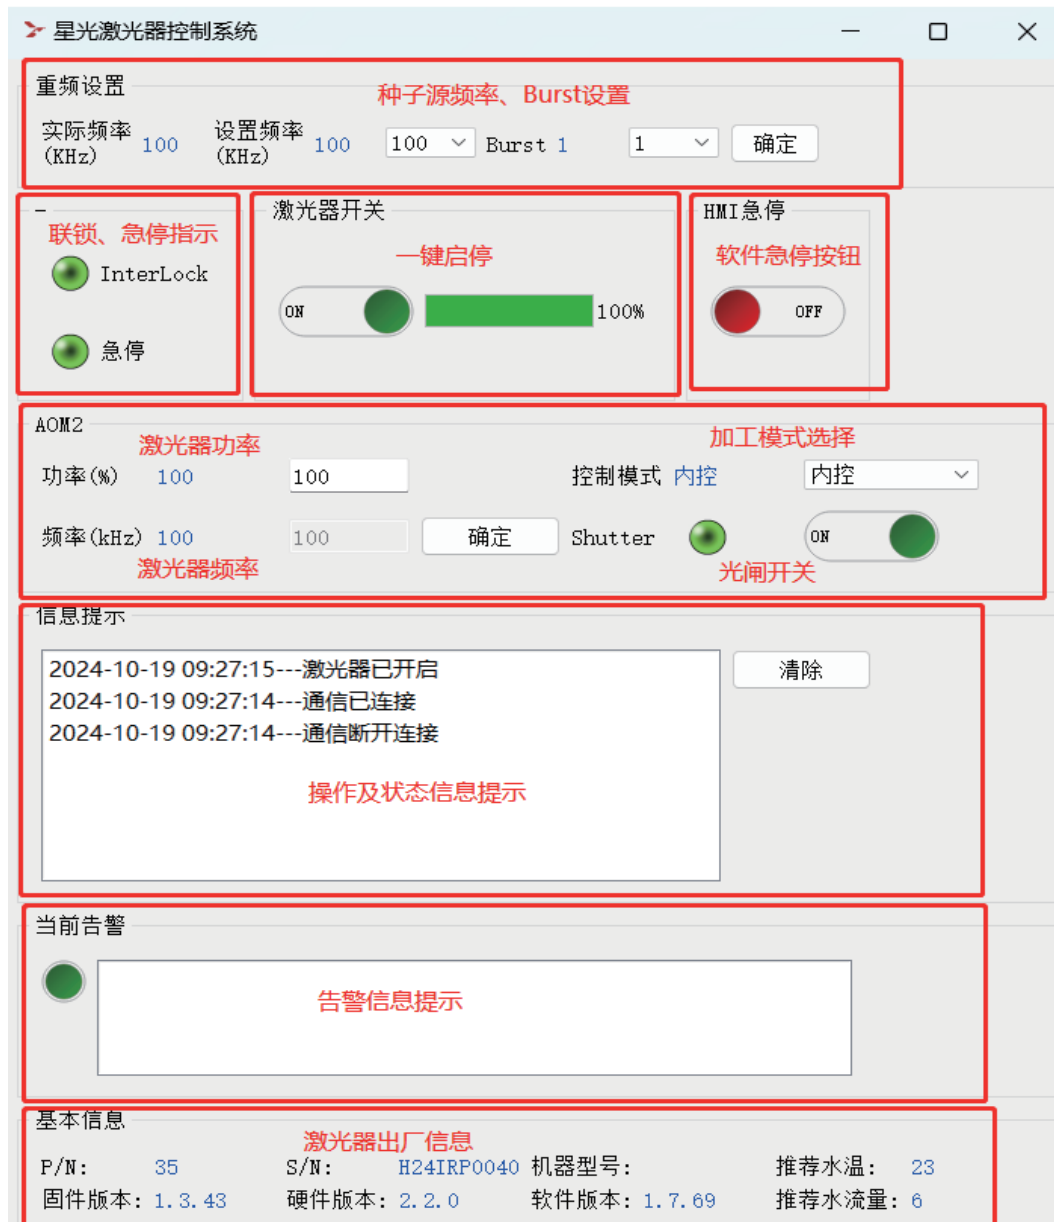 星光激光器控制系统
重频设置
种子源频率、Burst设置
实际频率(KHz) 100 设置频率(KHz) 100 100 Burst 1 1 确定
-
联锁、急停指示
InterLock
急停
激光器开关
一键启停
ON 100%
HMI急停
软件急停按钮
OFF
AOM2
激光器功率 加工模式选择
功率(%) 100 100 控制模式 内控 内控
频率(kHz) 100 100 确定 Shutter ON
激光器频率 光闸开关
信息提示
2024-10-19 09:27:15---激光器已开启 清除
2024-10-19 09:27:14---通信已连接
2024-10-19 09:27:14---通信断开连接
操作及状态信息提示
当前告警
告警信息提示
基本信息
激光器出厂信息
P/N: 35 S/N: H24IRP0040 机器型号: 推荐水温: 23
固件版本: 1.3.43 硬件版本: 2.2.0 软件版本: 1.7.69 推荐水流量: 6